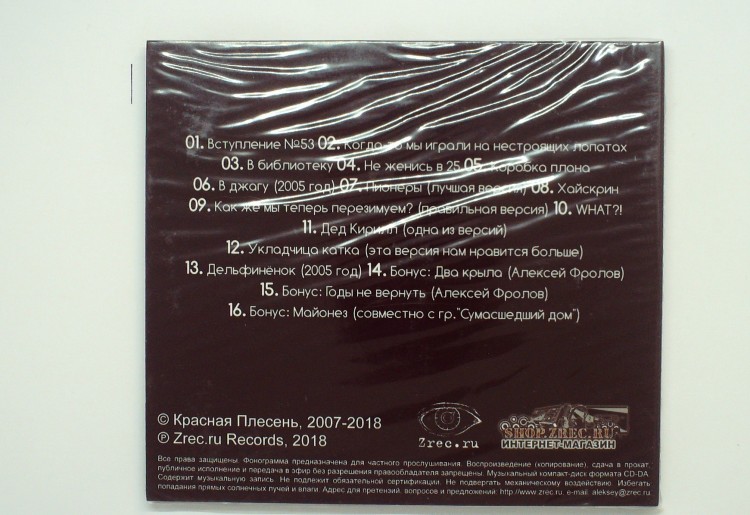 01. Вступление №53 02. Когда-то мы играли на нестроящих лопатах
03. В библиотеку 04. Не женись в 25 05. Коробка плана
06. В джагу (2005 год) 07. Пионеры (лучшая версия) 08. Хайскрин
09. Как же мы теперь перезимуем? (правильная версия) 10. WHAT?!
11. Дед Кирилл (одна из версий)
12. Укладчица катка (эта версия нам нравится больше)
13. Дельфинёнок (2005 год) 14. Бонус: Два крыла (Алексей Фролов)
15. Бонус: Годы не вернуть (Алексей Фролов)
16. Бонус: Майонез (совместно с гр."Сумасшедший дом")
© Красная Плесень, 2007-2018
℗ Zrec.ru Records, 2018
Zrec.ru
SHOP.ZREC.RU
ИНТЕРНЕТ-МАГАЗИН
Все права защищены. Фонограмма предназначена для частного прослушивания. Воспроизведение (копирование), сдача в прокат,
публичное исполнение и передача в эфир без разрешения правообладателя запрещены. Музыкальный компакт-диск формата CD-DA.
Содержит музыкальную запись. Не подлежит обязательной сертификации. Не подвергать механическому воздействию. Избегать
попадания прямых солнечных лучей и влаги. Адрес для претензий, вопросов и предложений: http://www.zrec.ru, e-mail: aleksey@zrec.ru